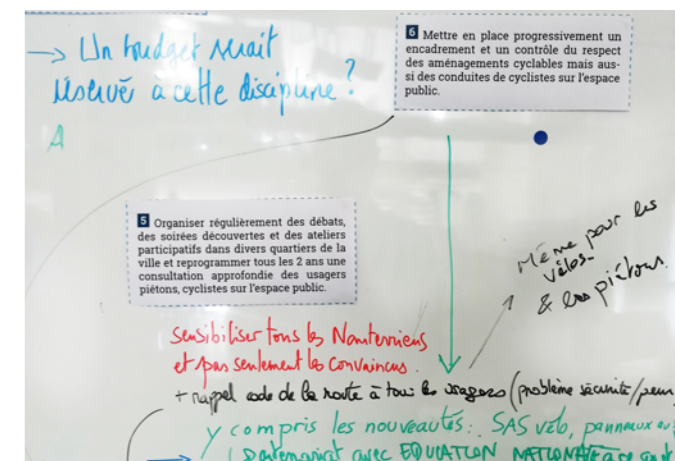 → Un budget serait
réservé à cette discipline ?
A
6 Mettre en place progressivement un
encadrement et un contrôle du respect
des aménagements cyclables mais aus-
si des conduites de cyclistes sur l'espace
public.
5 Organiser régulièrement des débats,
des soirées découvertes et des ateliers
participatifs dans divers quartiers de la
ville et reprogrammer tous les 2 ans une
consultation approfondie des usagers
piétons, cyclistes sur l'espace public.
Même pour les
vélos.
& les piétons.
sensibiliser tous les Nanterriens
et pas seulement les convaincus.
+ rappel code de la route à tous les usagers (problème sécurité/peur
y compris les nouveautés : SAS vélo, panneaux
partenariat avec EDUCATION NATIONALE